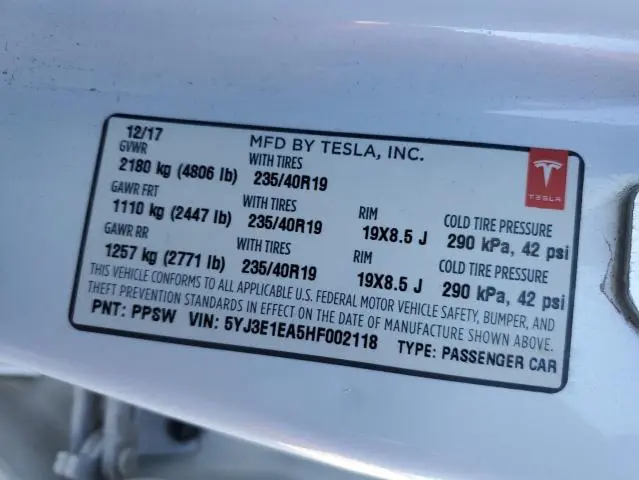 12/17 MFD BY TESLA, INC.
GVWR WITH TIRES
2180 kg (4806 lb) 235/40R19
GAWR FRT WITH TIRES RIM COLD TIRE PRESSURE
1110 kg (2447 lb) 235/40R19 19X8.5 J 290 kPa, 42 psi
GAWR RR WITH TIRES RIM COLD TIRE PRESSURE
1257 kg (2771 lb) 235/40R19 19X8.5 J 290 kPa, 42 psi
THIS VEHICLE CONFORMS TO ALL APPLICABLE U.S. FEDERAL MOTOR VEHICLE SAFETY, BUMPER, AND
THEFT PREVENTION STANDARDS IN EFFECT ON THE DATE OF MANUFACTURE SHOWN ABOVE.
PNT: PPSW VIN: 5YJ3E1EA5HF002118 TYPE: PASSENGER CAR
TESLA